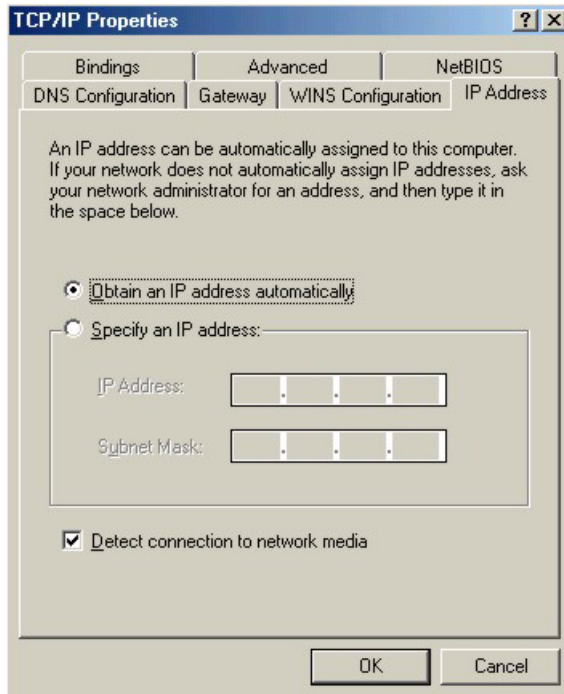 TCP/IP Properties
Bindings
Advanced
NetBIOS
DNS Configuration
Gateway
WINS Configuration
IP Address
An IP address can be automatically assigned to this computer.
If your network does not automatically assign IP addresses, ask
your network administrator for an address, and then type it in
the space below.
Obtain an IP address automatically
Specify an IP address:
IP Address:
Subnet Mask:
Detect connection to network media
OK
Cancel